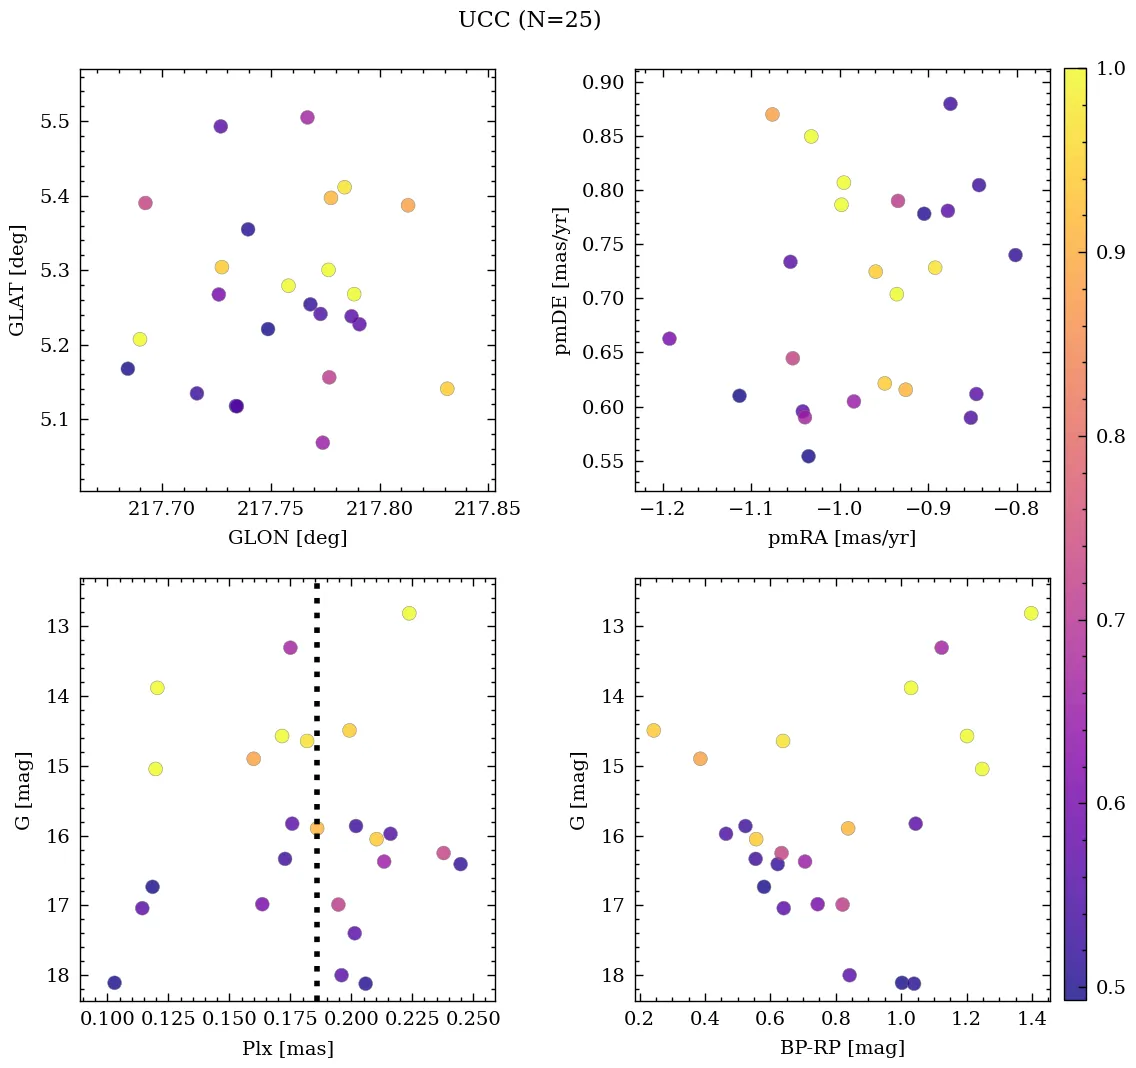 UCC (N=25)
5.5
5.4
5.3
5.2
5.1
GLAT [deg]
217.70 217.75 217.80 217.85
GLON [deg]
0.90
0.85
0.80
0.75
0.70
0.65
0.60
0.55
pmDE [mas/yr]
−1.2 −1.1 −1.0 −0.9 −0.8
pmRA [mas/yr]
13
14
15
16
17
18
G [mag]
0.100 0.125 0.150 0.175 0.200 0.225 0.250
Plx [mas]
13
14
15
16
17
18
G [mag]
0.2 0.4 0.6 0.8 1.0 1.2 1.4
BP-RP [mag]
1.0
0.9
0.8
0.7
0.6
0.5